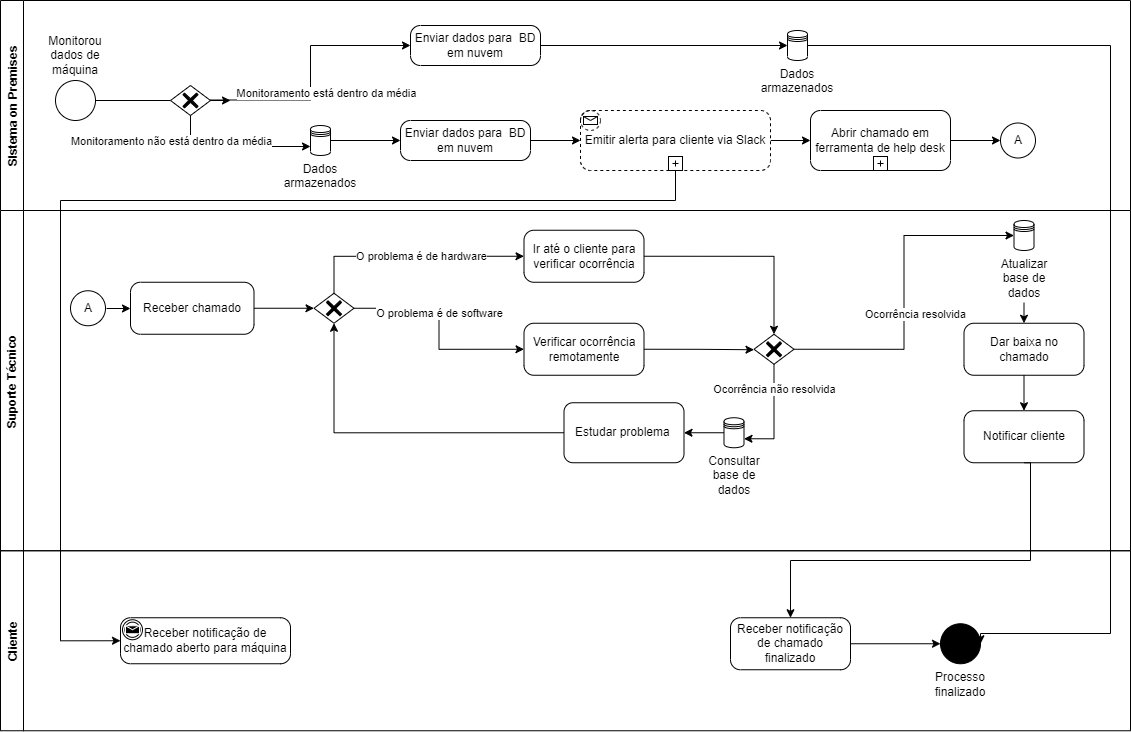 Sistema on Premises
Monitorou
dados de
máquina
Monitoramento está dentro da média
Monitoramento não está dentro da média
Enviar dados para BD
em nuvem
Dados
armazenados
Dados
armazenados
Enviar dados para BD
em nuvem
Emitir alerta para cliente via Slack
Abrir chamado em
ferramenta de help desk
A
Suporte Técnico
A
Receber chamado
O problema é de hardware
O problema é de software
Ir até o cliente para
verificar ocorrência
Verificar ocorrência
remotamente
Ocorrência resolvida
Ocorrência não resolvida
Estudar problema
Consultar
base de
dados
Atualizar
base de
dados
Dar baixa no
chamado
Notificar cliente
Cliente
Receber notificação de
chamado aberto para máquina
Receber notificação
de chamado
finalizado
Processo
finalizado